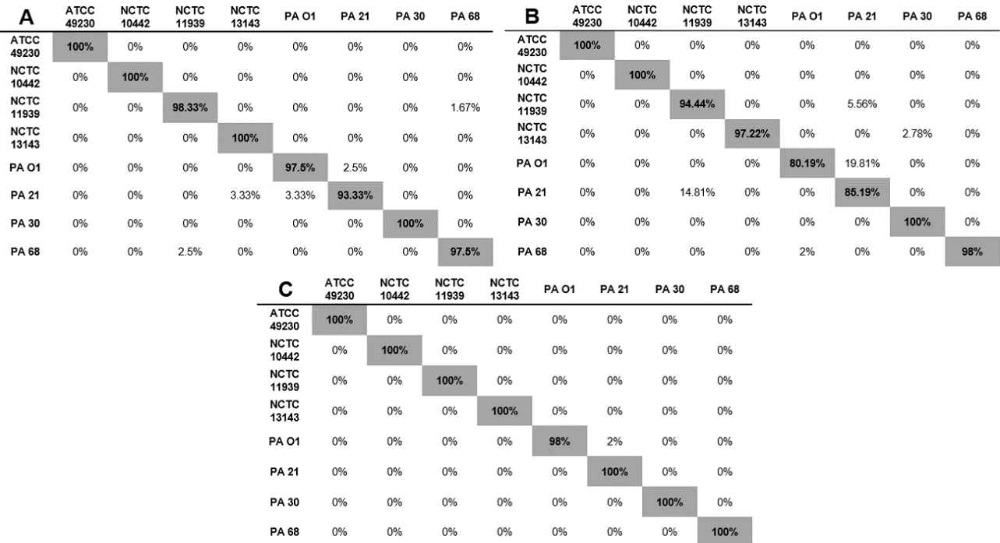 A ATCC 49230 NCTC 10442 NCTC 11939 NCTC 13143 PA O1 PA 21 PA 30 PA 68
ATCC 49230 100% 0% 0% 0% 0% 0% 0% 0%
NCTC 10442 0% 100% 0% 0% 0% 0% 0% 0%
NCTC 11939 0% 0% 98.33% 0% 0% 0% 0% 1.67%
NCTC 13143 0% 0% 0% 100% 0% 0% 0% 0%
PA O1 0% 0% 0% 0% 97.5% 2.5% 0% 0%
PA 21 0% 0% 0% 3.33% 3.33% 93.33% 0% 0%
PA 30 0% 0% 0% 0% 0% 0% 100% 0%
PA 68 0% 0% 2.5% 0% 0% 0% 0% 97.5%
B ATCC 49230 NCTC 10442 NCTC 11939 NCTC 13143 PA O1 PA 21 PA 30 PA 68
ATCC 49230 100% 0% 0% 0% 0% 0% 0% 0%
NCTC 10442 0% 100% 0% 0% 0% 0% 0% 0%
NCTC 11939 0% 0% 94.44% 0% 0% 5.56% 0% 0%
NCTC 13143 0% 0% 0% 97.22% 0% 0% 2.78% 0%
PA O1 0% 0% 0% 0% 80.19% 19.81% 0% 0%
PA 21 0% 0% 14.81% 0% 0% 85.19% 0% 0%
PA 30 0% 0% 0% 0% 0% 0% 100% 0%
PA 68 0% 0% 0% 0% 2% 0% 0% 98%
C ATCC 49230 NCTC 10442 NCTC 11939 NCTC 13143 PA O1 PA 21 PA 30 PA 68
ATCC 49230 100% 0% 0% 0% 0% 0% 0% 0%
NCTC 10442 0% 100% 0% 0% 0% 0% 0% 0%
NCTC 11939 0% 0% 100% 0% 0% 0% 0% 0%
NCTC 13143 0% 0% 0% 100% 0% 0% 0% 0%
PA O1 0% 0% 0% 0% 98% 2% 0% 0%
PA 21 0% 0% 0% 0% 0% 100% 0% 0%
PA 30 0% 0% 0% 0% 0% 0% 100% 0%
PA 68 0% 0% 0% 0% 0% 0% 0% 100%